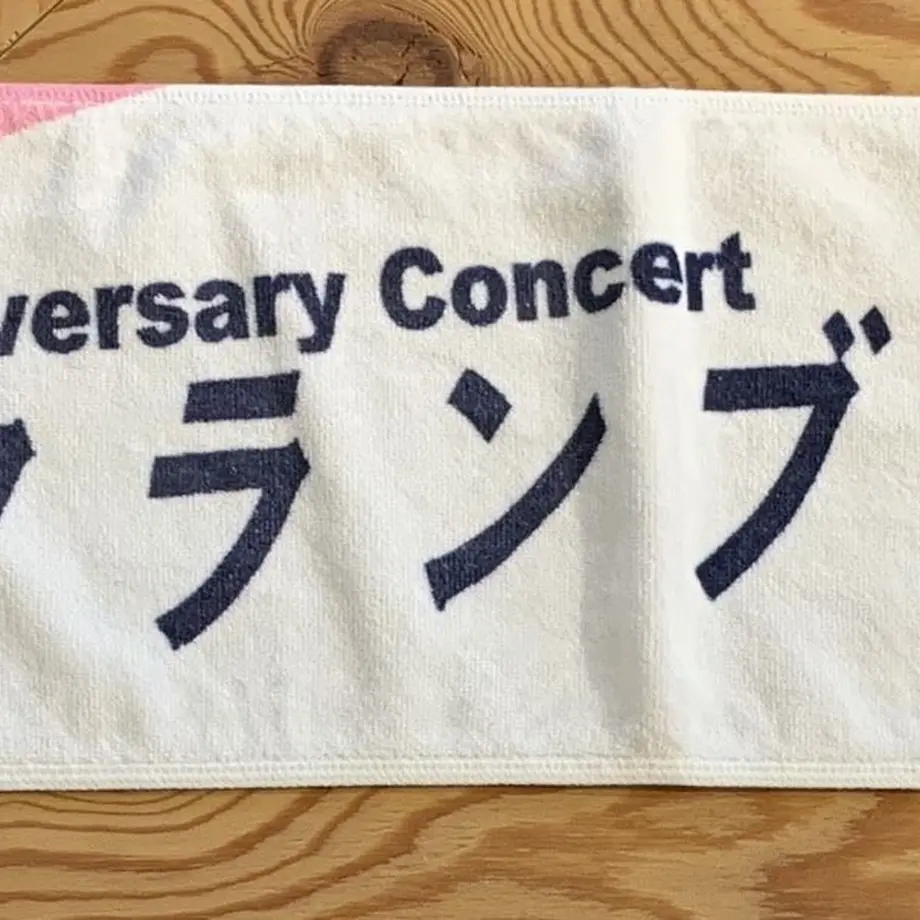 versary Concert
ランブ